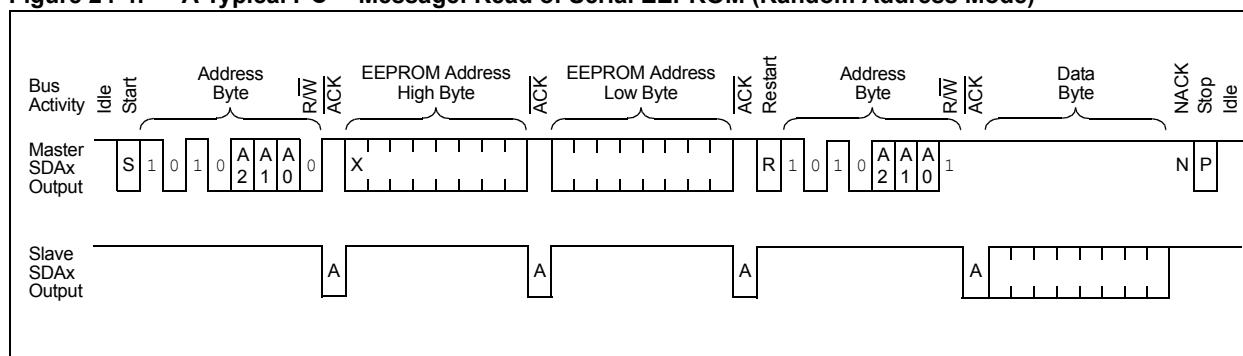 Figure 24-4: A Typical I²C™ Message: Read of Serial EEPROM (Random Address Mode)
Bus Activity
Idle
Start
Address Byte
R/W
ACK
EEPROM Address High Byte
ACK
EEPROM Address Low Byte
ACK
Restart
Address Byte
R/W
ACK
Data Byte
NACK
Stop
Idle
Master SDAx Output
S 1 0 1 0 A2 A1 A0 0 X R 1 0 1 0 A2 A1 A0 1 N P
Slave SDAx Output
A A A A